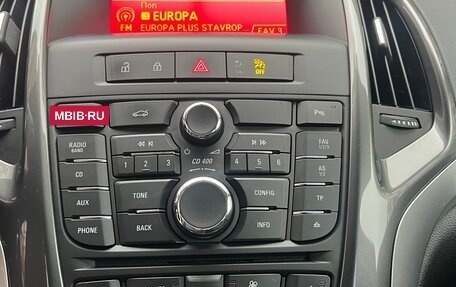 Поп
EUROPA
FM EUROPA PLUS STAVROP... FAV 3
OFF
MBIB.RU
RADIO
BAND
CD
AUX
PHONE
1 2 3
CD 400
4 5 6
TONE
BACK
CONFIG
INFO
FAV
1/2/3
AS
1/2
TP